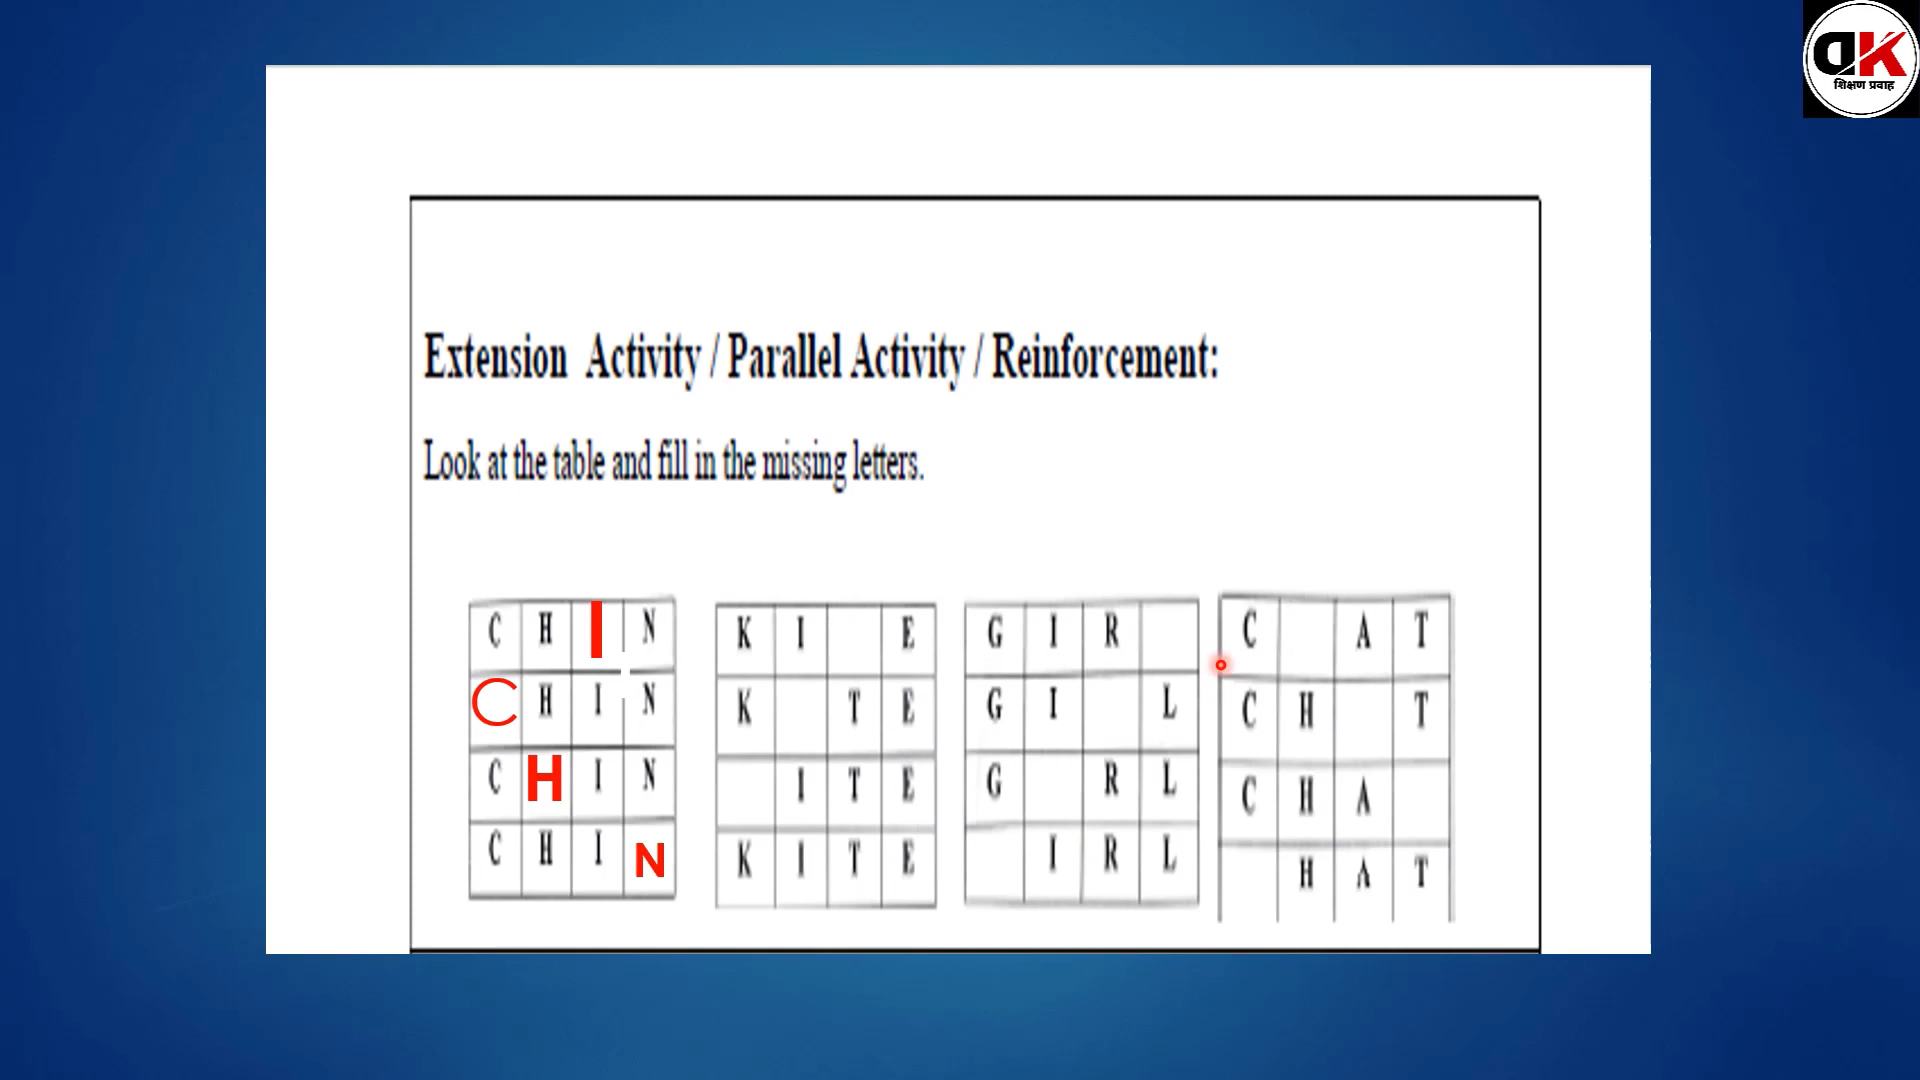 DK
शिक्षण प्रवाह
Extension Activity / Parallel Activity / Reinforcement:
Look at the table and fill in the missing letters.
C H I N
C H I N
C H I N
C H I N
K I E
K T E
I T E
K I T E
G I R
G I L
G R L
I R L
C A T
C H T
C H A
H A T